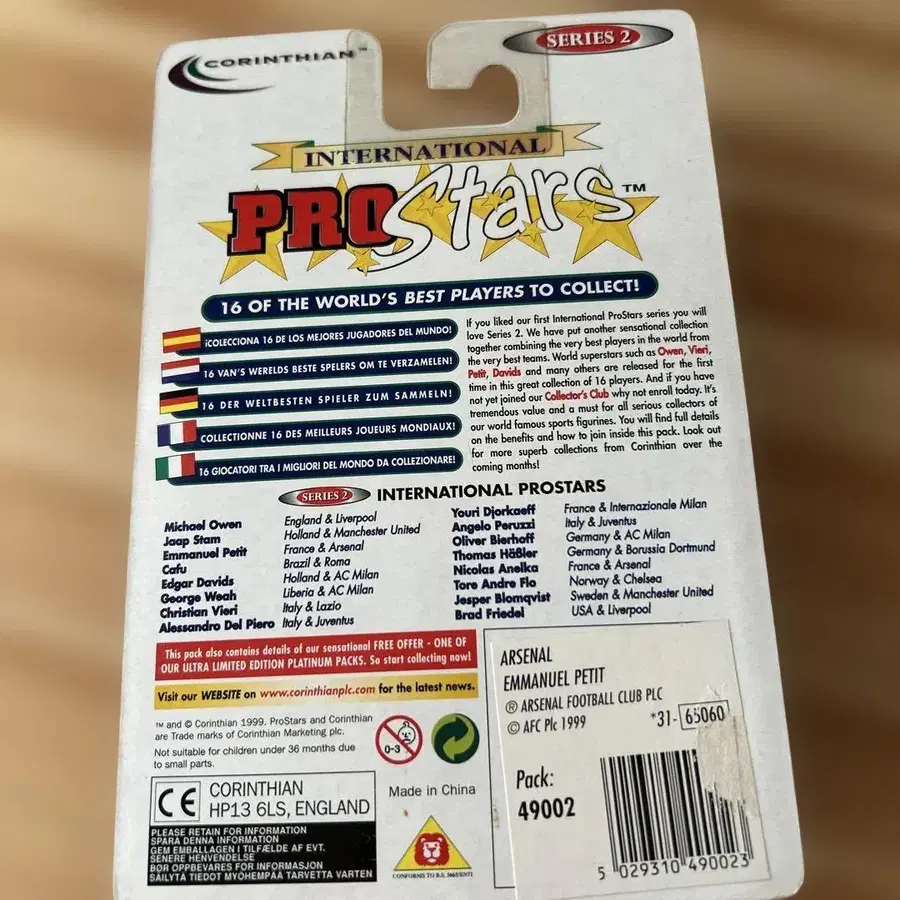 CORINTHIAN™
SERIES 2
INTERNATIONAL
PROStars™
16 OF THE WORLD'S BEST PLAYERS TO COLLECT!
¡COLECCIONA 16 DE LOS MEJORES JUGADORES DEL MUNDO!
16 VAN'S WERELDS BESTE SPELERS OM TE VERZAMELEN!
16 DER WELTBESTEN SPIELER ZUM SAMMELN!
COLLECTIONNE 16 DES MEILLEURS JOUEURS MONDIAUX!
16 GIOCATORI TRA I MIGLIORI DEL MONDO DA COLLEZIONARE!
If you liked our first International ProStars series you will
love Series 2. We have put another sensational collection
together combining the very best players in the world from
the very best teams. World superstars such as Owen, Vieri,
Petit, Davids and many others are released for the first
time in this great collection of 16 players. And if you have
not yet joined our Collector's Club why not enroll today. It's
tremendous value and a must for all serious collectors of
our world famous sports figurines. You will find full details
on the benefits and how to join inside this pack. Look out
for more superb collections from Corinthian over the
coming months!
SERIES 2 INTERNATIONAL PROSTARS
Michael Owen England & Liverpool
Jaap Stam Holland & Manchester United
Emmanuel Petit France & Arsenal
Cafu Brazil & Roma
Edgar Davids Holland & AC Milan
George Weah Liberia & AC Milan
Christian Vieri Italy & Lazio
Alessandro Del Piero Italy & Juventus
Youri Djorkaeff France & Internazionale Milan
Angelo Peruzzi Italy & Juventus
Oliver Bierhoff Germany & AC Milan
Thomas Häßler Germany & Borussia Dortmund
Nicolas Anelka France & Arsenal
Tore Andre Flo Norway & Chelsea
Jesper Blomqvist Sweden & Manchester United
Brad Friedel USA & Liverpool
This pack also contains details of our sensational FREE OFFER - ONE OF
OUR ULTRA LIMITED EDITION PLATINUM PACKS. So start collecting now!
Visit our WEBSITE on www.corinthianplc.com for the latest news.
™ and © Corinthian 1999. ProStars and Corinthian
are Trade marks of Corinthian Marketing plc.
Not suitable for children under 36 months due
to small parts.
0-3
CE CORINTHIAN
HP13 6LS, ENGLAND
Made in China
PLEASE RETAIN FOR INFORMATION
SPARA DENNA INFORMATION
GEM EMBALLAGEN I TILFÆLDE AF EVT.
SENERE HENVENDELSE
BØR OPPBEVARES FOR INFORMASJON
SÄILYTÄ TIEDOT MYÖHEMPÄÄ TARVETTA VARTEN
ARSENAL
EMMANUEL PETIT
® ARSENAL FOOTBALL CLUB PLC
© AFC Plc 1999
*31- 65060
Pack:
49002
5 029310 490023